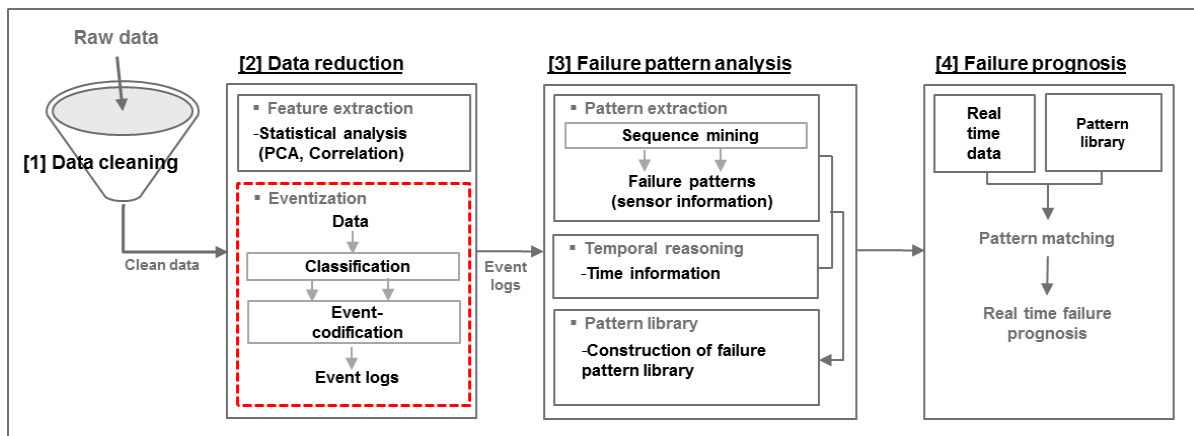 Raw data
[1] Data cleaning
Clean data
[2] Data reduction
▪ Feature extraction
-Statistical analysis
(PCA, Correlation)
▪ Eventization
Data
Classification
Event-
codification
Event logs
Event
logs
[3] Failure pattern analysis
▪ Pattern extraction
Sequence mining
Failure patterns
(sensor information)
▪ Temporal reasoning
-Time information
▪ Pattern library
-Construction of failure
pattern library
[4] Failure prognosis
Real
time
data
Pattern
library
Pattern matching
Real time failure
prognosis